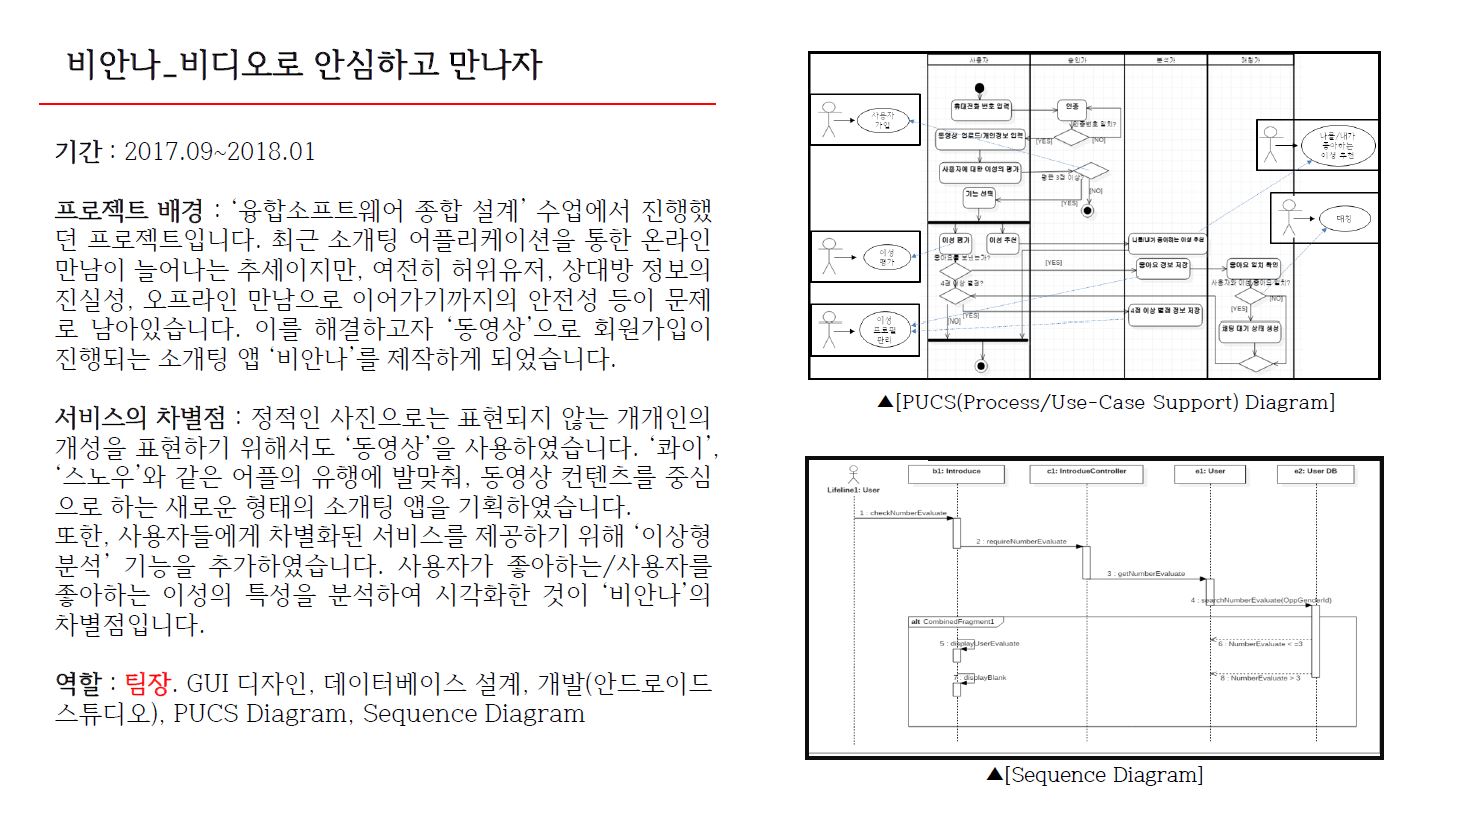 비안나_비디오로 안심하고 만나자
기간 : 2017.09~2018.01
프로젝트 배경 : ‘융합소프트웨어 종합 설계’ 수업에서 진행했
던 프로젝트입니다. 최근 소개팅 어플리케이션을 통한 온라인
만남이 늘어나는 추세이지만, 여전히 허위유저, 상대방 정보의
진실성, 오프라인 만남으로 이어가기까지의 안전성 등이 문제
로 남아있습니다. 이를 해결하고자 ‘동영상’으로 회원가입이
진행되는 소개팅 앱 ‘비안나’를 제작하게 되었습니다.
서비스의 차별점 : 정적인 사진으로는 표현되지 않는 개개인의
개성을 표현하기 위해서도 ‘동영상’을 사용하였습니다. ‘콰이’,
‘스노우’와 같은 어플의 유행에 발맞춰, 동영상 컨텐츠를 중심
으로 하는 새로운 형태의 소개팅 앱을 기획하였습니다.
또한, 사용자들에게 차별화된 서비스를 제공하기 위해 ‘이상형
분석’ 기능을 추가하였습니다. 사용자가 좋아하는/사용자를
좋아하는 이성의 특성을 분석하여 시각화한 것이 ‘비안나’의
차별점입니다.
역할 : 팀장. GUI 디자인, 데이터베이스 설계, 개발(안드로이드
스튜디오), PUCS Diagram, Sequence Diagram
사용자
승인가
분석가
사용자
가입
휴대전화 번호 입력
인증
인증번호 일치?
동영상 업로드/개인정보 입력
[YES]
[NO]
사용자에 대한 이성의 평가
평균 3점 이상?
[NO]
기능 선택
[YES]
나를/내가
좋아하는
이성 추천
매칭
이성
평가
이성 평가
이성 추천
나를/내가 좋아하는 이성 추천
좋아요를 보냈는가?
[YES]
좋아요 정보 저장
좋아요 일치 확인
4점 이상 별점?
[NO]
[YES]
이성
프로필
관리
[NO]
[YES]
4점 이상 별점 정보 저장
채팅 대기 상태 생성
▲[PUCS(Process/Use-Case Support) Diagram]
Lifeline1: User
b1: Introduce
c1: IntrodueController
e1: User
e2: User DB
1 : checkNumberEvaluate
2 : requireNumberEvaluate
3 : getNumberEvaluate
4 : searchNumberEvaluate(OppGenderId)
alt CombinedFragment1
5 : displayUserEvaluate
6 : NumberEvaluate < =3
7 : displayBlank
8 : NumberEvaluate > 3
▲[Sequence Diagram]